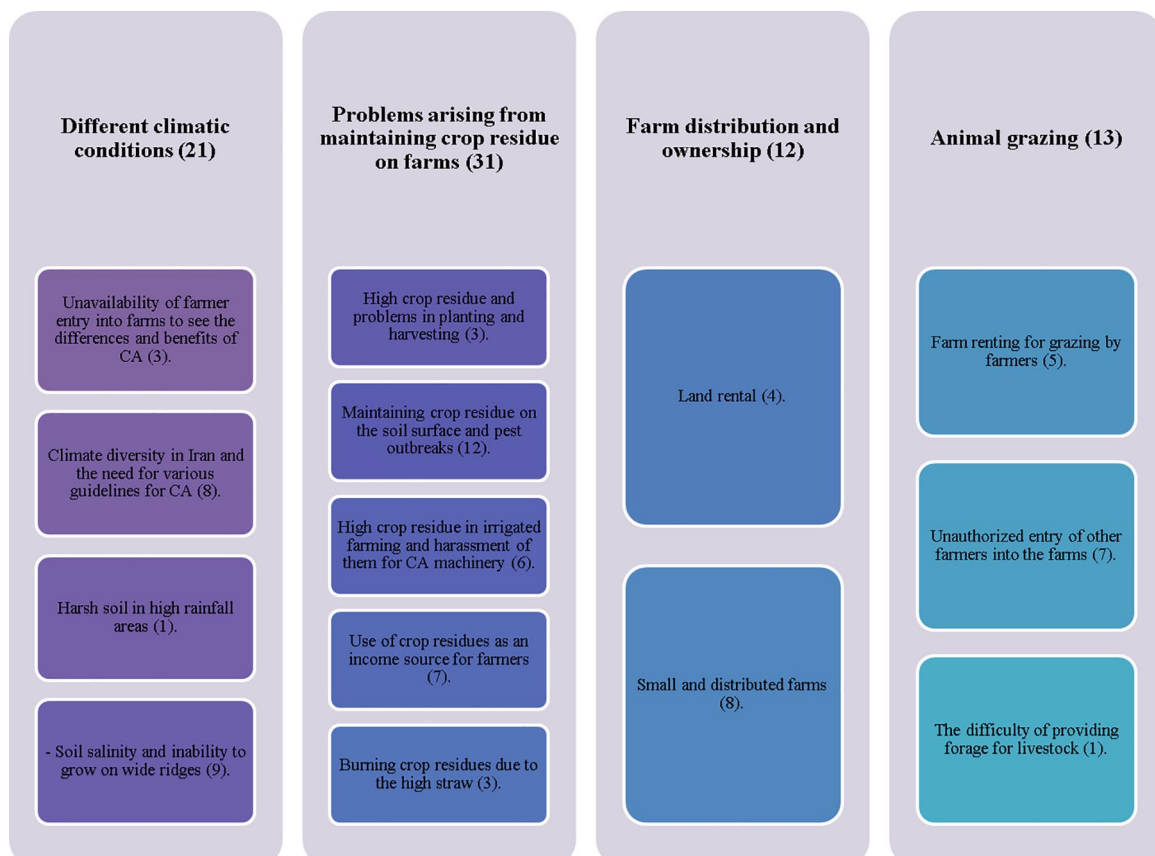 Different climatic
conditions (21)
Unavailability of farmer
entry into farms to see the
differences and benefits of
CA (3).
Climate diversity in Iran and
the need for various
guidelines for CA (8).
Harsh soil in high rainfall
areas (1).
- Soil salinity and inability to
grow on wide ridges (9).
Problems arising from
maintaining crop residue
on farms (31)
High crop residue and
problems in planting and
harvesting (3).
Maintaining crop residue on
the soil surface and pest
outbreaks (12).
High crop residue in irrigated
farming and harassment of
them for CA machinery (6).
Use of crop residues as an
income source for farmers
(7).
Burning crop residues due to
the high straw (3).
Farm distribution and
ownership (12)
Land rental (4).
Small and distributed farms
(8).
Animal grazing (13)
Farm renting for grazing by
farmers (5).
Unauthorized entry of other
farmers into the farms (7).
The difficulty of providing
forage for livestock (1).